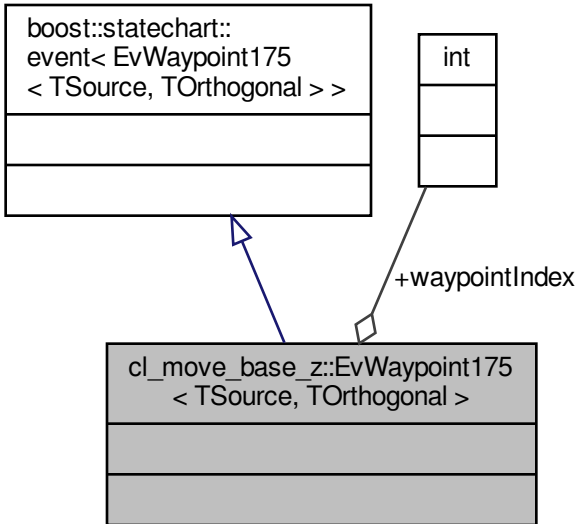 boost::statechart::
event< EvWaypoint175
< TSource, TOrthogonal > >
int
+waypointIndex
cl_move_base_z::EvWaypoint175
< TSource, TOrthogonal >